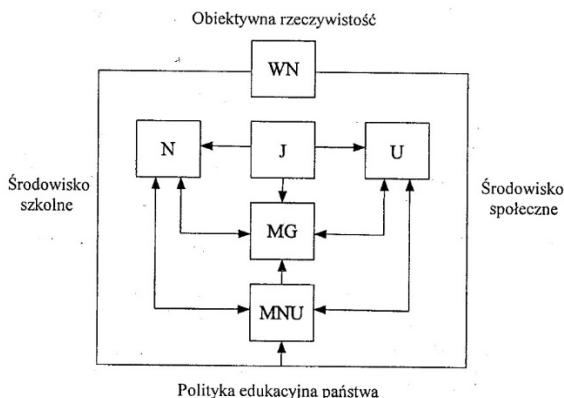 Obiektywna rzeczywistość
WN
N
J
U
Środowisko
szkolne
Środowisko
społeczne
MG
MNU
Polityka edukacyjna państwa